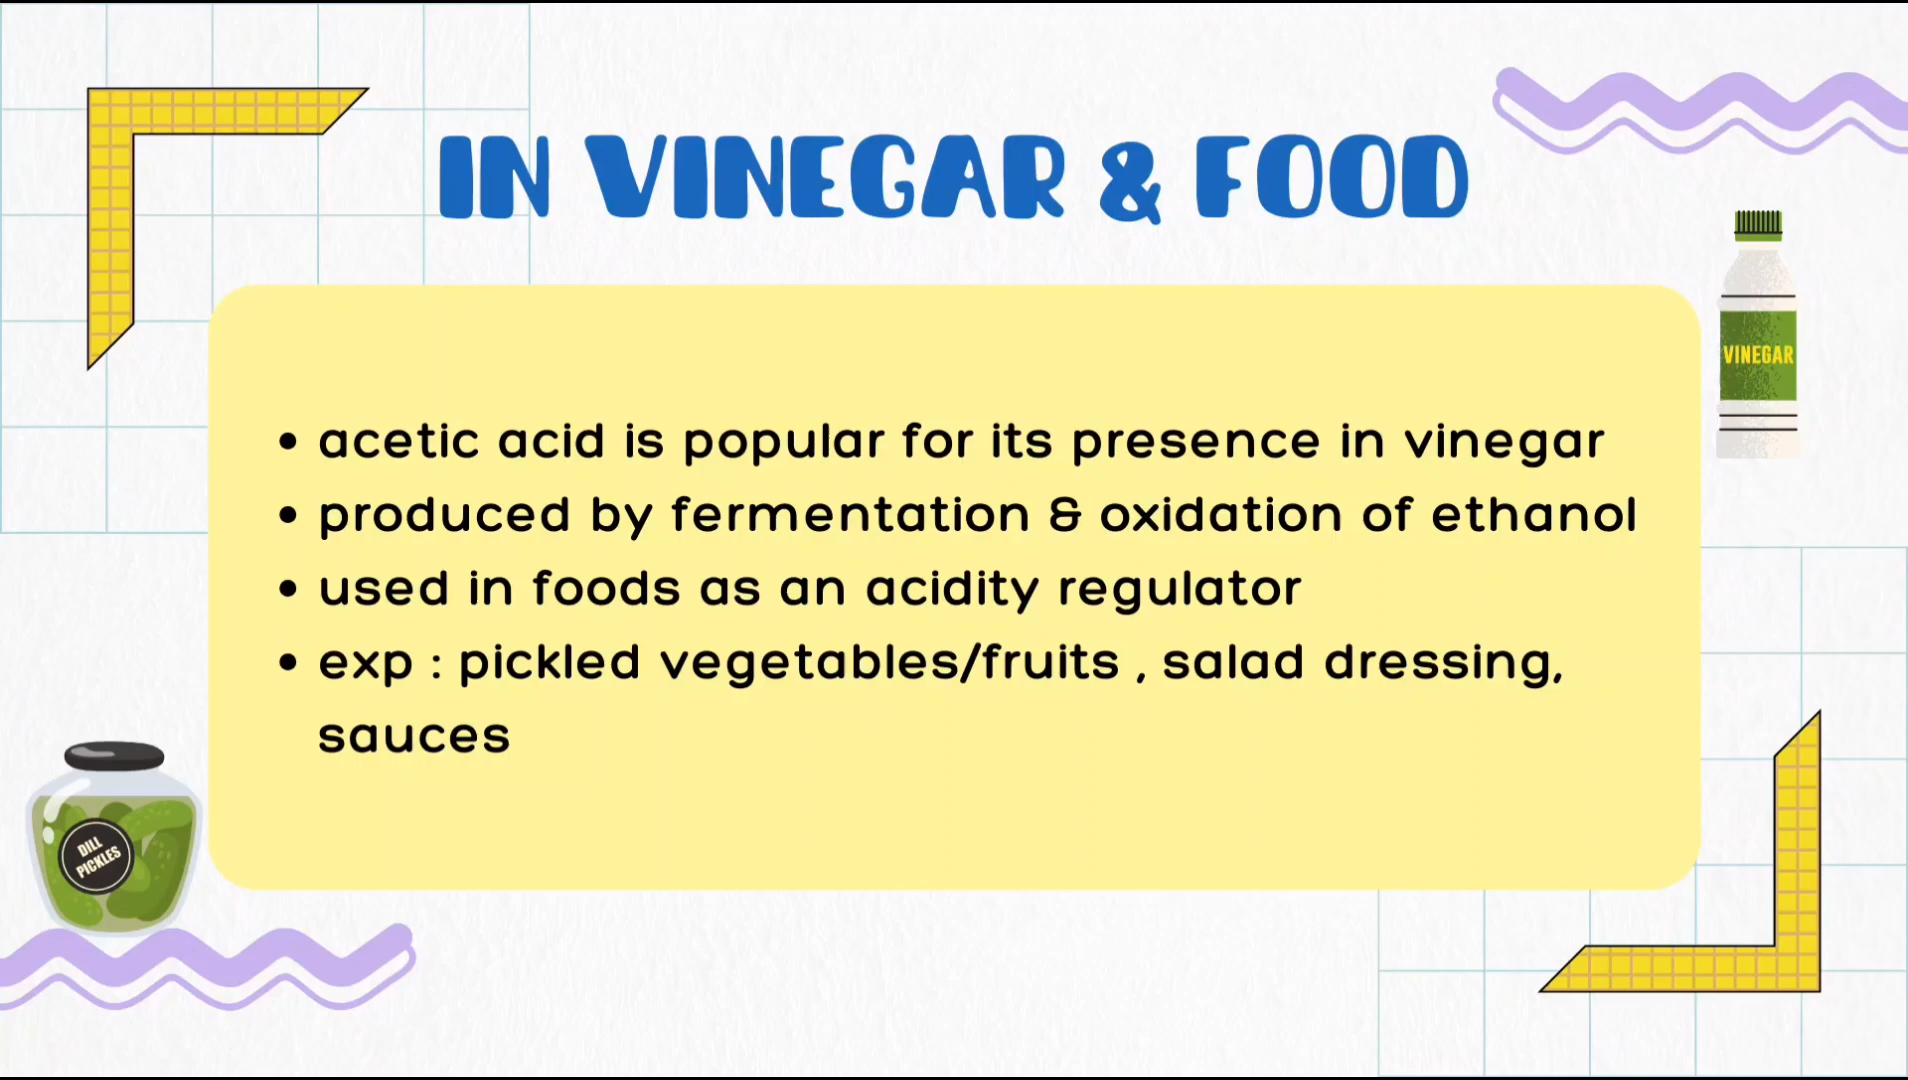 IN VINEGAR & FOOD
VINEGAR
• acetic acid is popular for its presence in vinegar
• produced by fermentation & oxidation of ethanol
• used in foods as an acidity regulator
• exp : pickled vegetables/fruits , salad dressing,
sauces
DILL
PICKLES